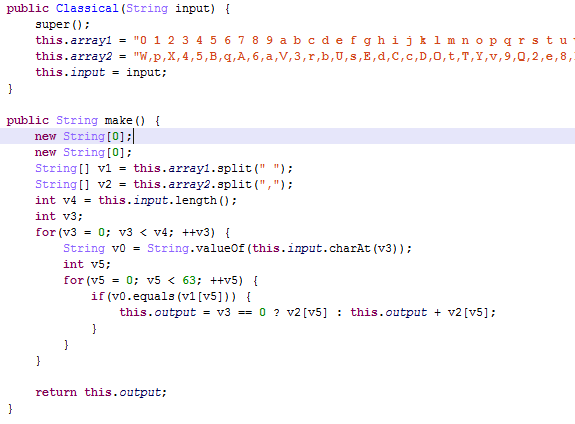 public Classical(String input) {
super();
this.array1 = "0 1 2 3 4 5 6 7 8 9 a b c d e f g h i j k l m n o p q r s t u
this.array2 = "W,p,X,4,5,B,q,A,6,a,V,3,r,b,U,s,E,d,C,c,D,O,t,T,Y,v,9,Q,2,e,8,
this.input = input;
}
public String make() {
new String[0];
new String[0];
String[] v1 = this.array1.split(" ");
String[] v2 = this.array2.split(",");
int v4 = this.input.length();
int v3;
for(v3 = 0; v3 < v4; ++v3) {
String v0 = String.valueOf(this.input.charAt(v3));
int v5;
for(v5 = 0; v5 < 63; ++v5) {
if(v0.equals(v1[v5])) {
this.output = v3 == 0 ? v2[v5] : this.output + v2[v5];
}
}
}
return this.output;
}